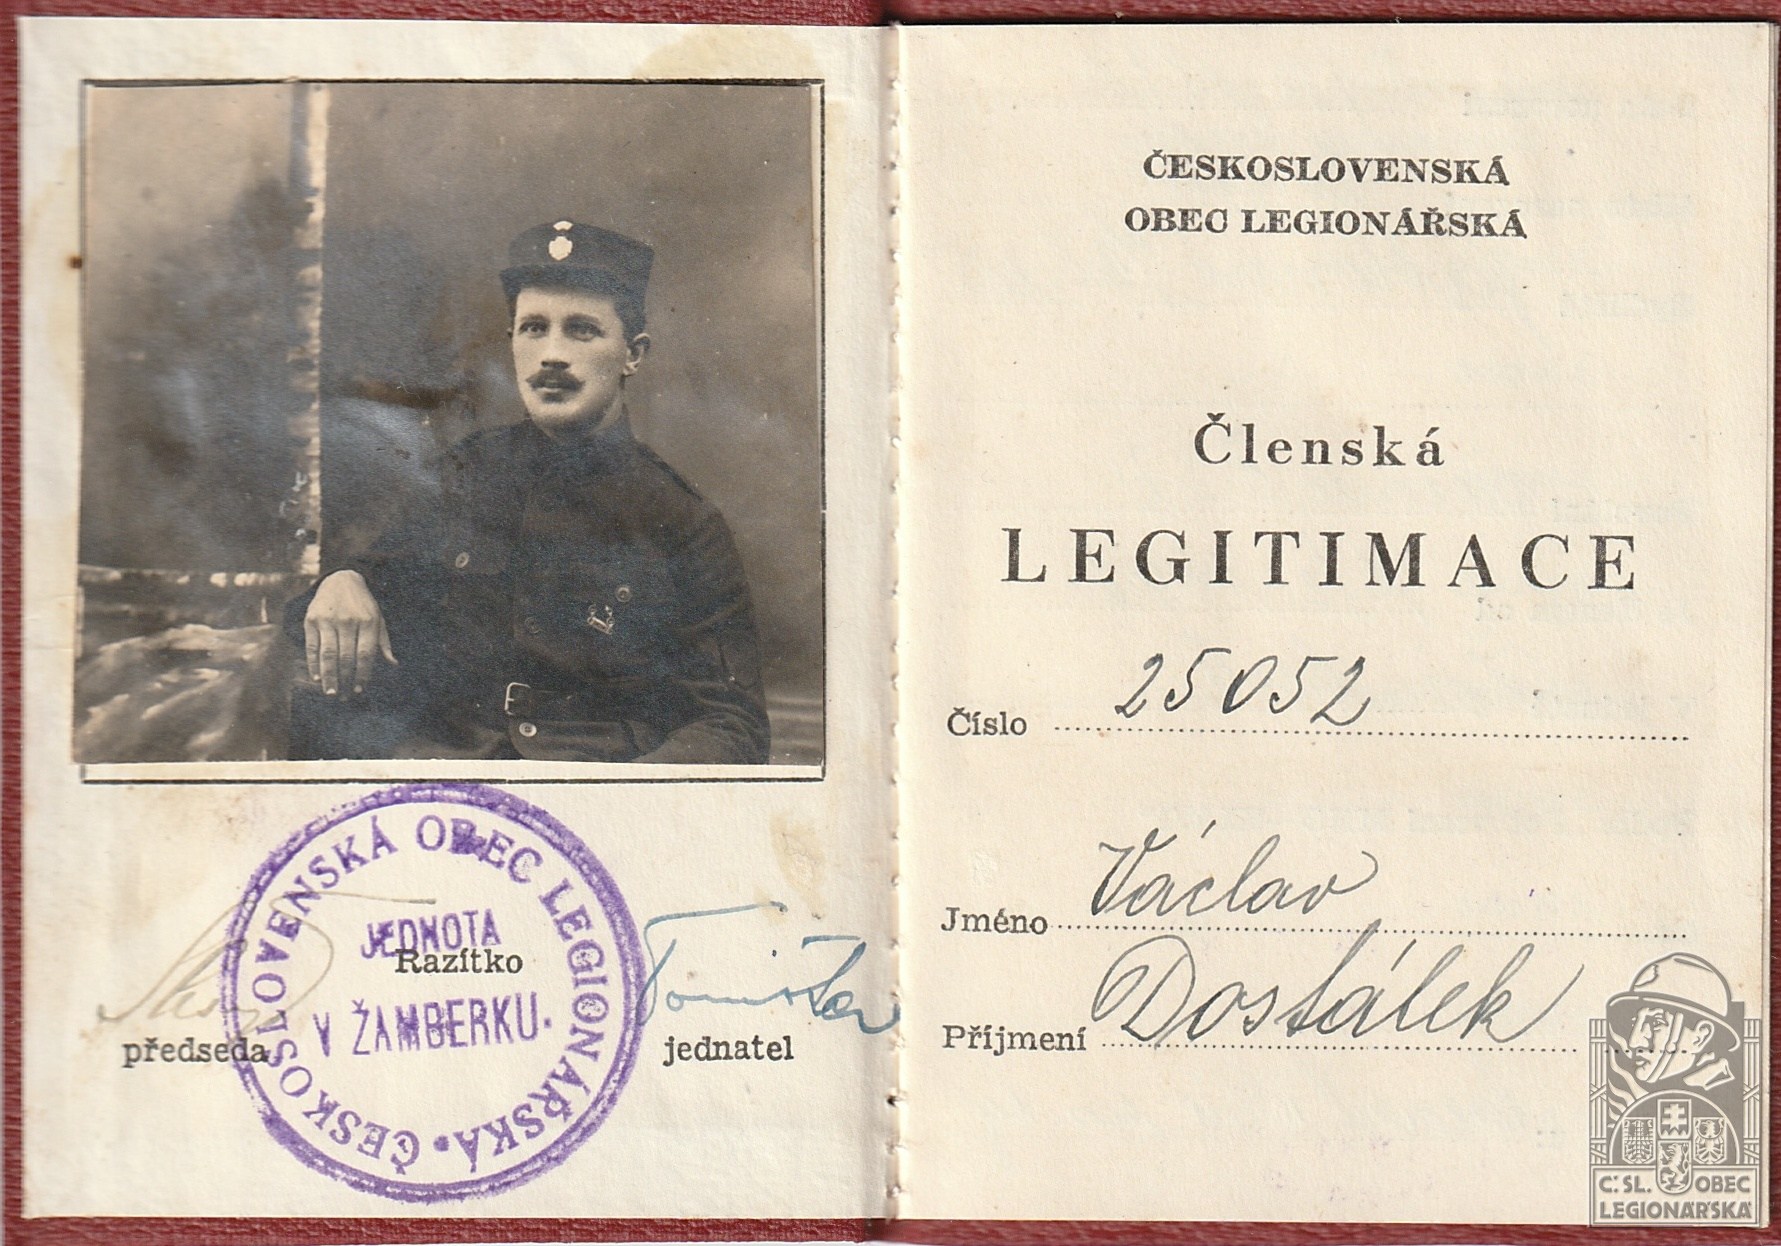 ČESKOSLOVENSKÁ OBEC LEGIONÁŘSKÁ.
JEDNOTA
Razítko
V ŽAMBERKU.
předseda
jednatel
ČESKOSLOVENSKÁ
OBEC LEGIONÁŘSKÁ
Členská
LEGITIMACE
Číslo 25052
Jméno Václav
Příjmení Dostálek
Č.SL. OBEC
LEGIONÁŘSKÁ